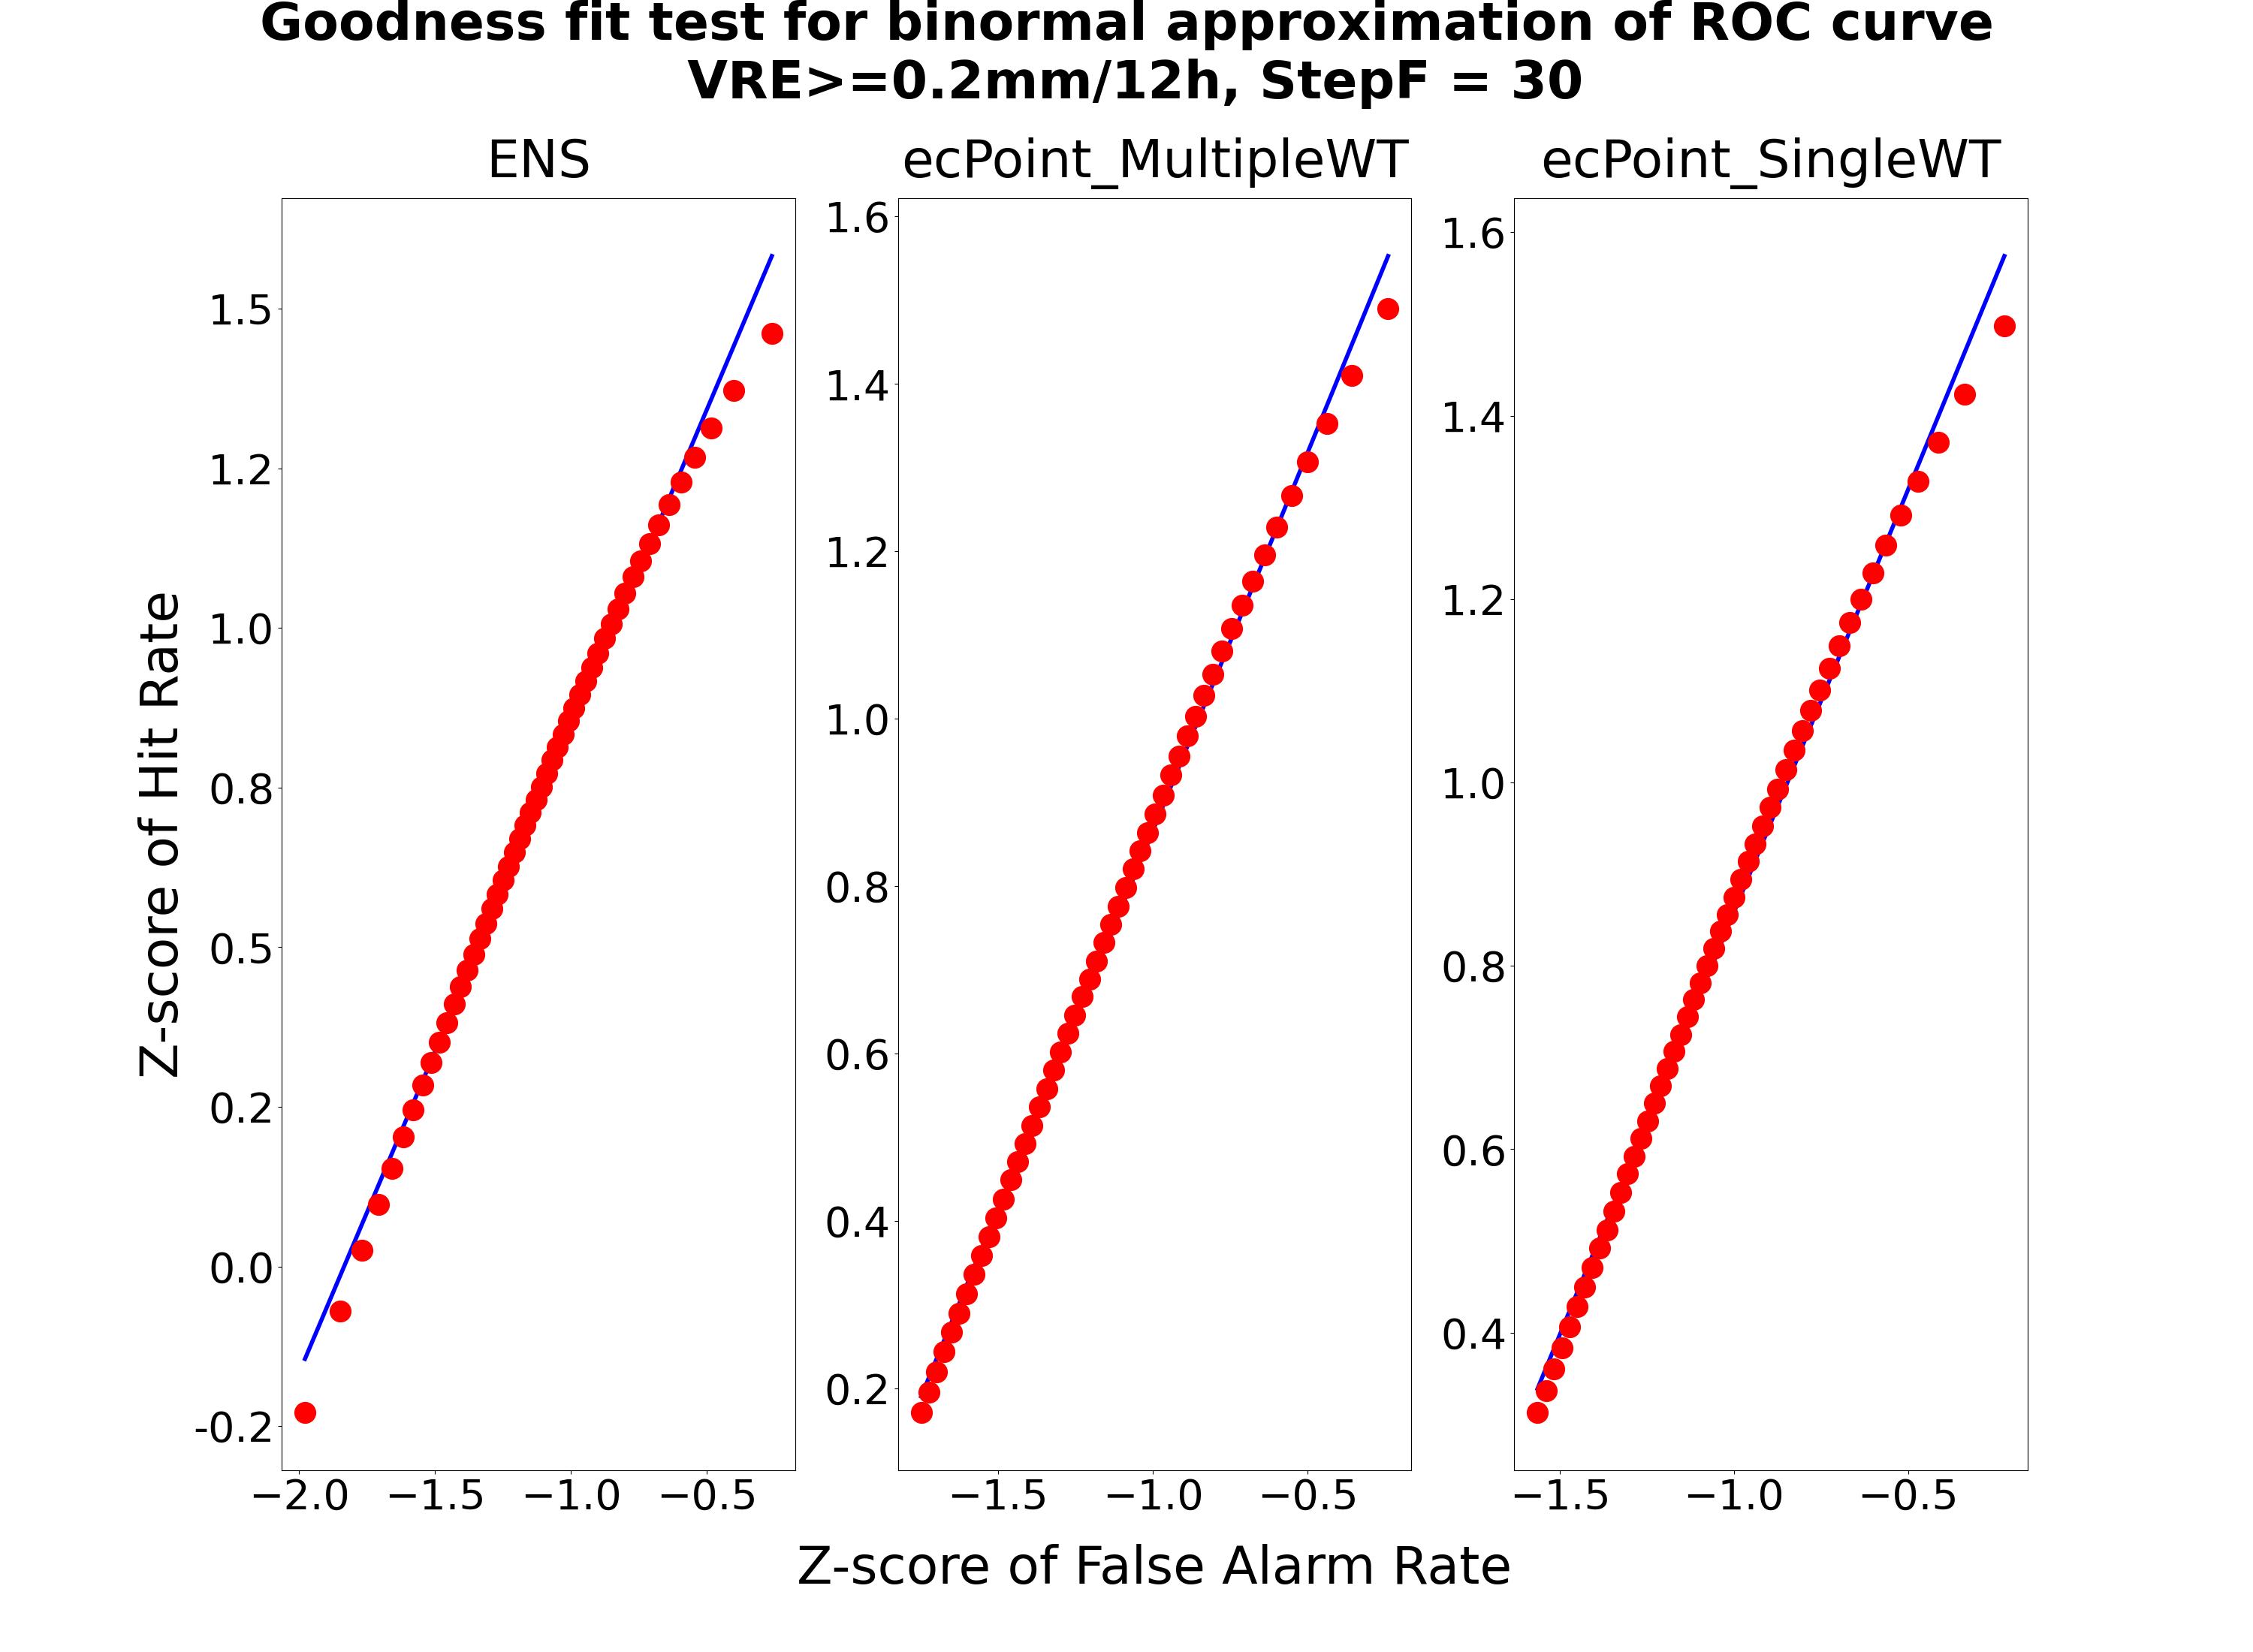 Goodness fit test for binormal approximation of ROC curve
VRE>=0.2mm/12h, StepF = 30
ENS
ecPoint_MultipleWT
ecPoint_SingleWT
Z-score of Hit Rate
1.5
1.2
1.0
0.8
0.5
0.2
0.0
-0.2
−2.0 −1.5 −1.0 −0.5
1.6
1.4
1.2
1.0
0.8
0.6
0.4
0.2
−1.5 −1.0 −0.5
1.6
1.4
1.2
1.0
0.8
0.6
0.4
−1.5 −1.0 −0.5
Z-score of False Alarm Rate